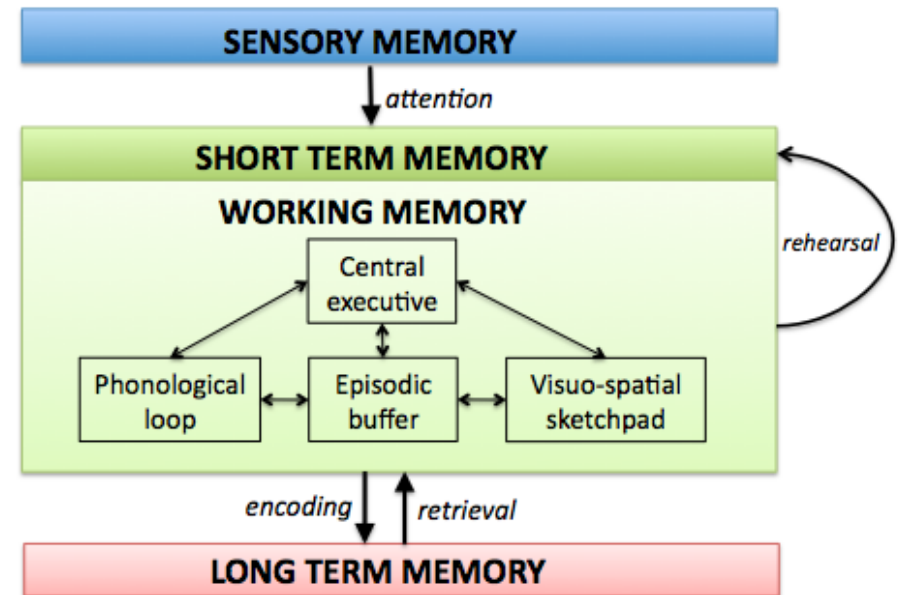 SENSORY MEMORY
attention
SHORT TERM MEMORY
WORKING MEMORY
rehearsal
Central
executive
Phonological
loop
Episodic
buffer
Visuo-spatial
sketchpad
encoding
retrieval
LONG TERM MEMORY